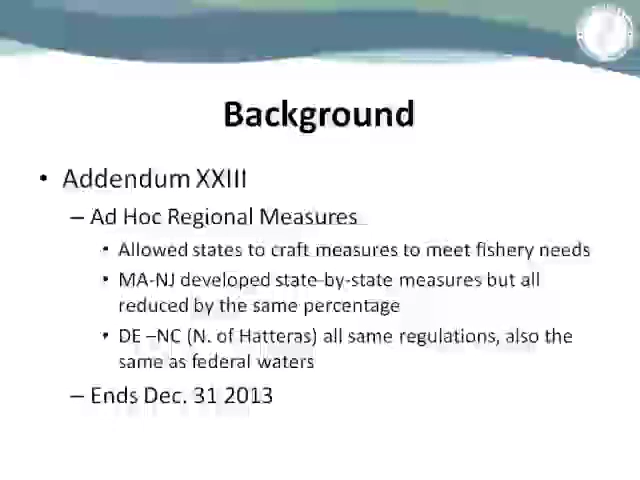 Background
• Addendum XXIII
– Ad Hoc Regional Measures
• Allowed states to craft measures to meet fishery needs
• MA-NJ developed state-by-state measures but all
reduced by the same percentage
• DE –NC (N. of Hatteras) all same regulations, also the
same as federal waters
– Ends Dec. 31 2013